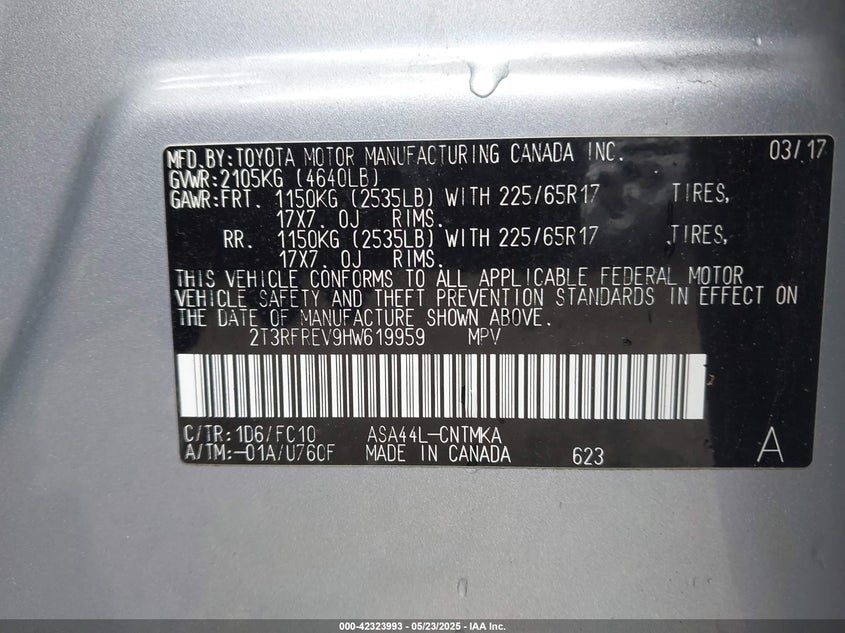 MFD.BY:TOYOTA MOTOR MANUFACTURING CANADA INC. 03/17
GVWR:2105KG (4640LB)
GAWR:FRT. 1150KG (2535LB) WITH 225/65R17 TIRES,
17X7.0J RIMS.
RR. 1150KG (2535LB) WITH 225/65R17 TIRES,
17X7.0J RIMS.
THIS VEHICLE CONFORMS TO ALL APPLICABLE FEDERAL MOTOR
VEHICLE SAFETY AND THEFT PREVENTION STANDARDS IN EFFECT ON
THE DATE OF MANUFACTURE SHOWN ABOVE.
2T3RFREV9HW619959 MPV
C/TR:1D6/FC10 ASA44L-CNTMKA
A/TM:-01A/U760F MADE IN CANADA 623 A
000-42323993 - 05/23/2025 - IAA Inc.